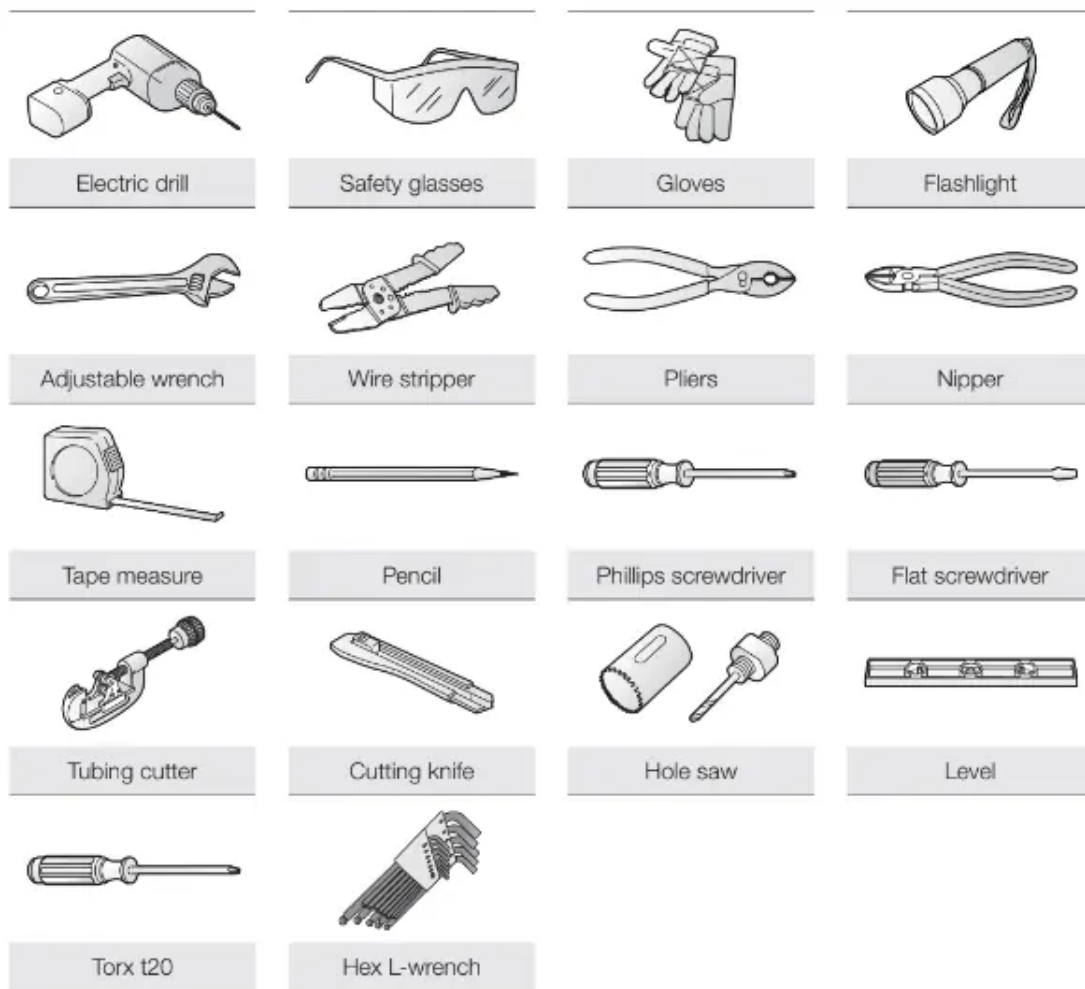 Electric drill
Safety glasses
Gloves
Flashlight
Adjustable wrench
Wire stripper
Pliers
Nipper
Tape measure
Pencil
Phillips screwdriver
Flat screwdriver
Tubing cutter
Cutting knife
Hole saw
Level
Torx t20
Hex L-wrench